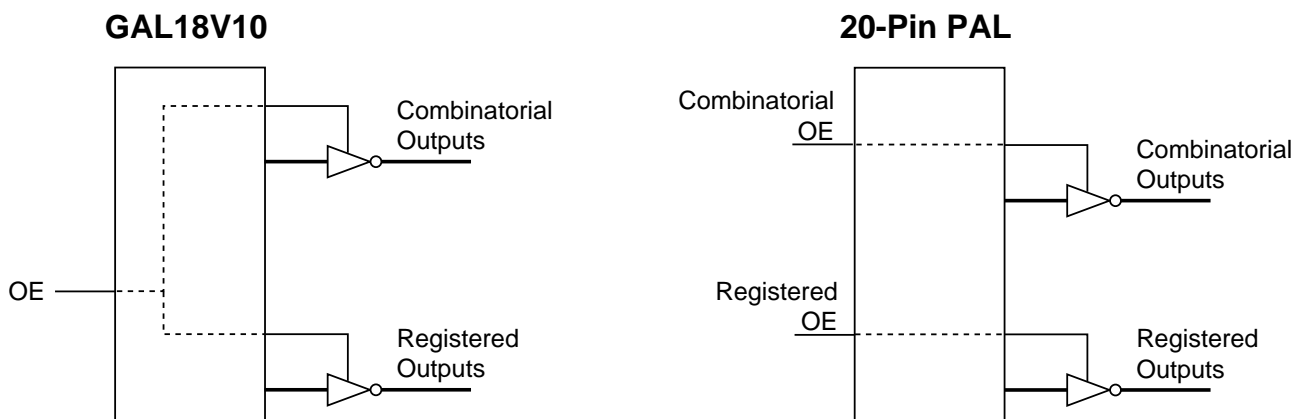 GAL18V10
Combinatorial
Outputs
OE
Registered
Outputs
20-Pin PAL
Combinatorial
OE
Combinatorial
Outputs
Registered
OE
Registered
Outputs